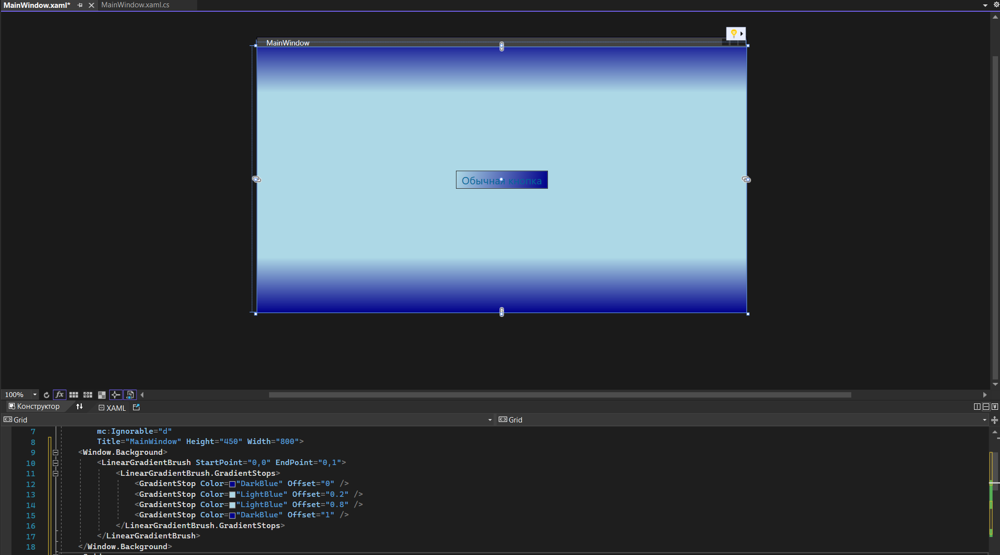 MainWindow.xaml* MainWindow.xaml.cs
MainWindow
Обычная кнопка
100% fx
Конструктор XAML
Grid Grid
7 mc:Ignorable="d"
8 Title="MainWindow" Height="450" Width="800">
9 <Window.Background>
10 <LinearGradientBrush StartPoint="0,0" EndPoint="0,1">
11 <LinearGradientBrush.GradientStops>
12 <GradientStop Color="DarkBlue" Offset="0" />
13 <GradientStop Color="LightBlue" Offset="0.2" />
14 <GradientStop Color="LightBlue" Offset="0.8" />
15 <GradientStop Color="DarkBlue" Offset="1" />
16 </LinearGradientBrush.GradientStops>
17 </LinearGradientBrush>
18 </Window.Background>